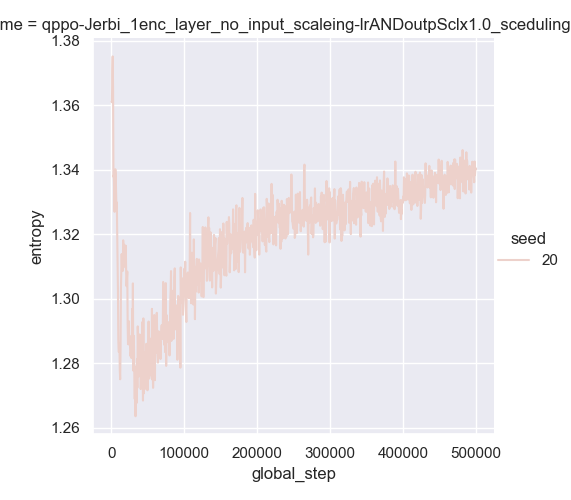 me = qppo-Jerbi_1enc_layer_no_input_scaleing-lrANDoutpSclx1.0_sceduling
1.38
1.36
1.34
1.32
1.30
1.28
1.26
entropy
seed
20
0 100000 200000 300000 400000 500000
global_step